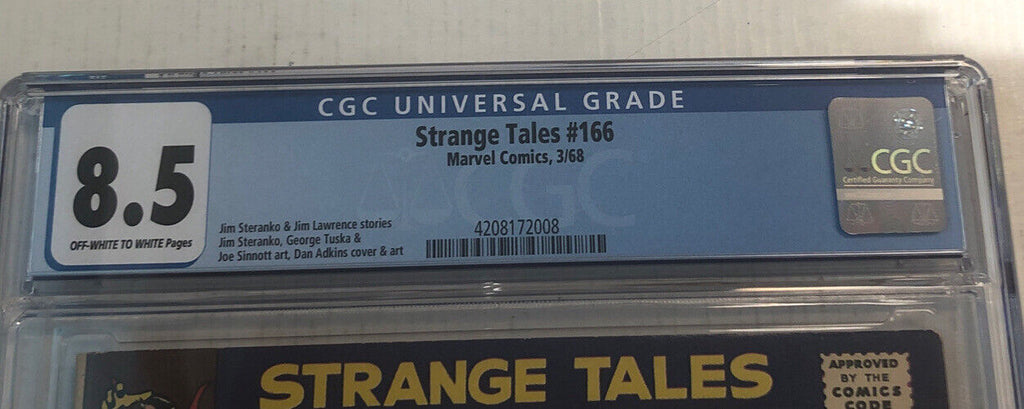 CGC UNIVERSAL GRADE
8.5
OFF-WHITE TO WHITE Pages
Strange Tales #166
Marvel Comics, 3/68
Jim Steranko & Jim Lawrence stories
Jim Steranko, George Tuska &
Joe Sinnott art, Dan Adkins cover & art
4208172008
CGC
CGC
Certified Guaranty Company
STRANGE TALES
APPROVED
BY THE
COMICS
CODE